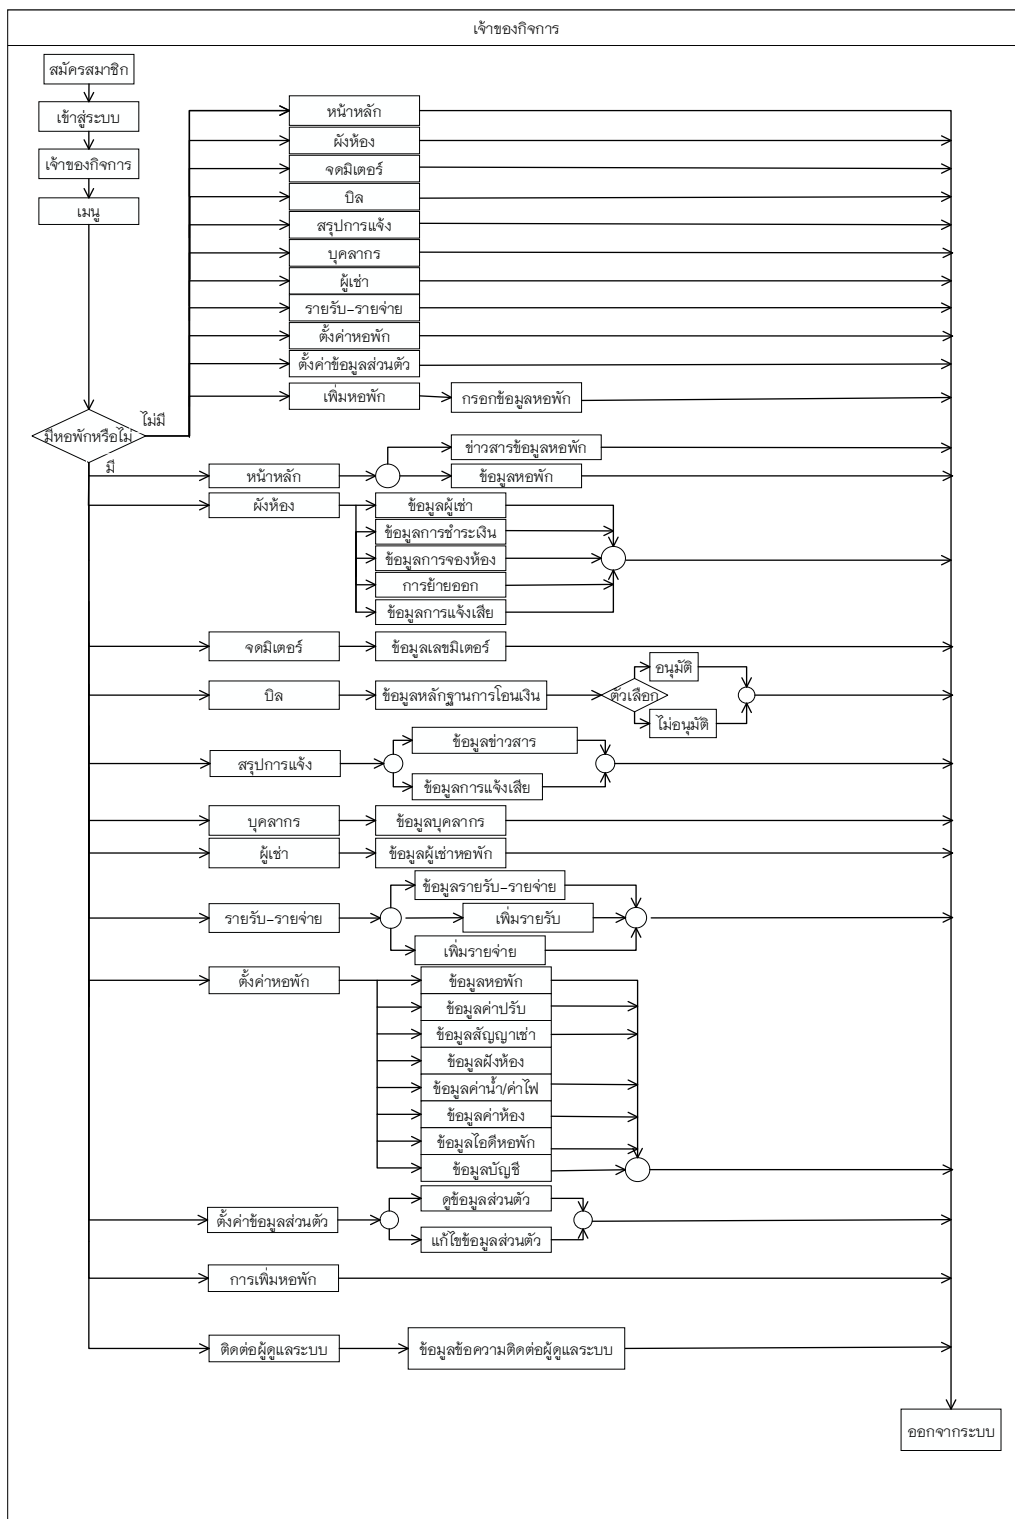 เจ้าของกิจการ
สมัครสมาชิก
เข้าสู่ระบบ
เจ้าของกิจการ
เมนู
หน้าหลัก
ผังห้อง
จดมิเตอร์
บิล
สรุปการแจ้ง
บุคลากร
ผู้เช่า
รายรับ-รายจ่าย
ตั้งค่าหอพัก
ตั้งค่าข้อมูลส่วนตัว
เพิ่มหอพัก
กรอกข้อมูลหอพัก
มีหอพักหรือไม่
ไม่มี
มี
หน้าหลัก
ข่าวสารข้อมูลหอพัก
ข้อมูลหอพัก
ผังห้อง
ข้อมูลผู้เช่า
ข้อมูลการชำระเงิน
ข้อมูลการจองห้อง
การย้ายออก
ข้อมูลการแจ้งเสีย
จดมิเตอร์
ข้อมูลเลขมิเตอร์
บิล
ข้อมูลหลักฐานการโอนเงิน
ตัวเลือก
อนุมัติ
ไม่อนุมัติ
สรุปการแจ้ง
ข้อมูลข่าวสาร
ข้อมูลการแจ้งเสีย
บุคลากร
ข้อมูลบุคลากร
ผู้เช่า
ข้อมูลผู้เช่าหอพัก
รายรับ-รายจ่าย
ข้อมูลรายรับ-รายจ่าย
เพิ่มรายรับ
เพิ่มรายจ่าย
ตั้งค่าหอพัก
ข้อมูลหอพัก
ข้อมูลค่าปรับ
ข้อมูลสัญญาเช่า
ข้อมูลฝังห้อง
ข้อมูลค่าน้ำ/ค่าไฟ
ข้อมูลค่าห้อง
ข้อมูลไอดีหอพัก
ข้อมูลบัญชี
ตั้งค่าข้อมูลส่วนตัว
ดูข้อมูลส่วนตัว
แก้ไขข้อมูลส่วนตัว
การเพิ่มหอพัก
ติดต่อผู้ดูแลระบบ
ข้อมูลข้อความติดต่อผู้ดูแลระบบ
ออกจากระบบ